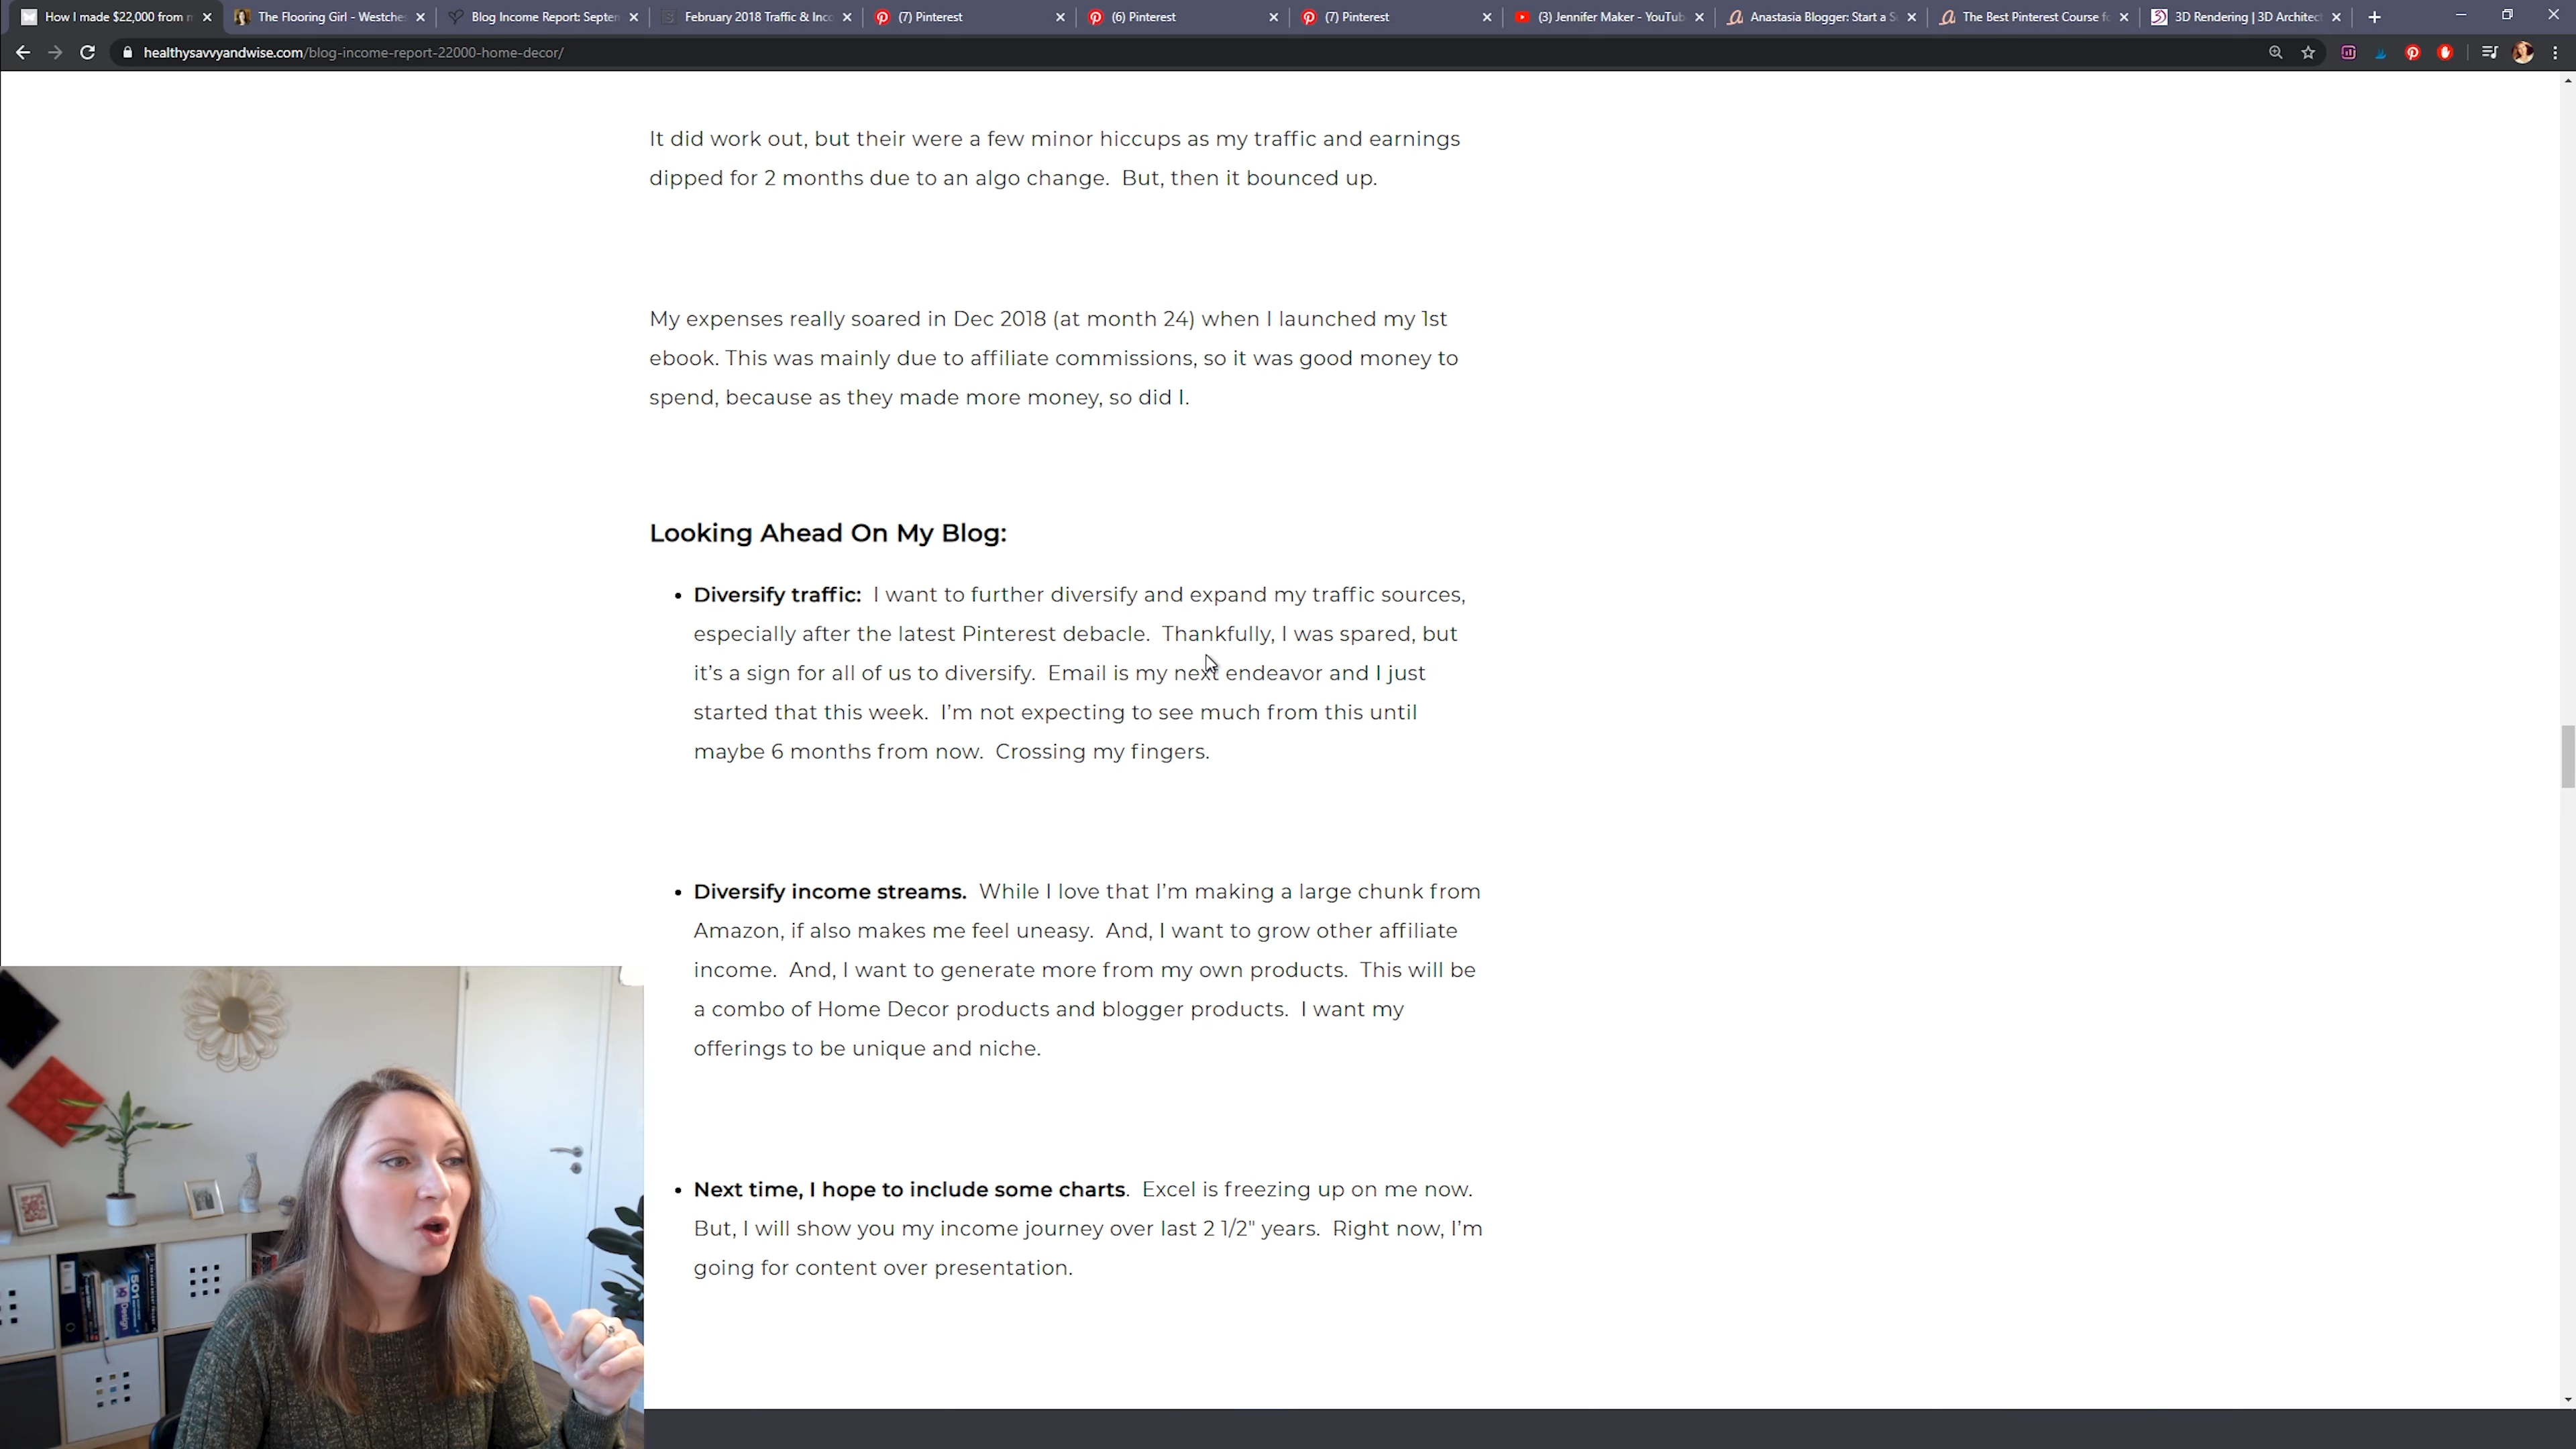 How I made $22,000 from
The Flooring Girl - Westche
Blog Income Report: Septen
February 2018 Traffic & Inc
(7) Pinterest
(6) Pinterest
(7) Pinterest
(3) Jennifer Maker - YouTub
Anastasia Blogger: Start a S
The Best Pinterest Course f
3D Rendering | 3D Architect
healthysavvyandwise.com/blog-income-report-22000-home-decor/
It did work out, but their were a few minor hiccups as my traffic and earnings
dipped for 2 months due to an algo change. But, then it bounced up.
My expenses really soared in Dec 2018 (at month 24) when I launched my 1st
ebook. This was mainly due to affiliate commissions, so it was good money to
spend, because as they made more money, so did I.
Looking Ahead On My Blog:
• Diversify traffic: I want to further diversify and expand my traffic sources,
especially after the latest Pinterest debacle. Thankfully, I was spared, but
it's a sign for all of us to diversify. Email is my next endeavor and I just
started that this week. I'm not expecting to see much from this until
maybe 6 months from now. Crossing my fingers.
• Diversify income streams. While I love that I'm making a large chunk from
Amazon, if also makes me feel uneasy. And, I want to grow other affiliate
income. And, I want to generate more from my own products. This will be
a combo of Home Decor products and blogger products. I want my
offerings to be unique and niche.
• Next time, I hope to include some charts. Excel is freezing up on me now.
But, I will show you my income journey over last 2 1/2" years. Right now, I'm
going for content over presentation.